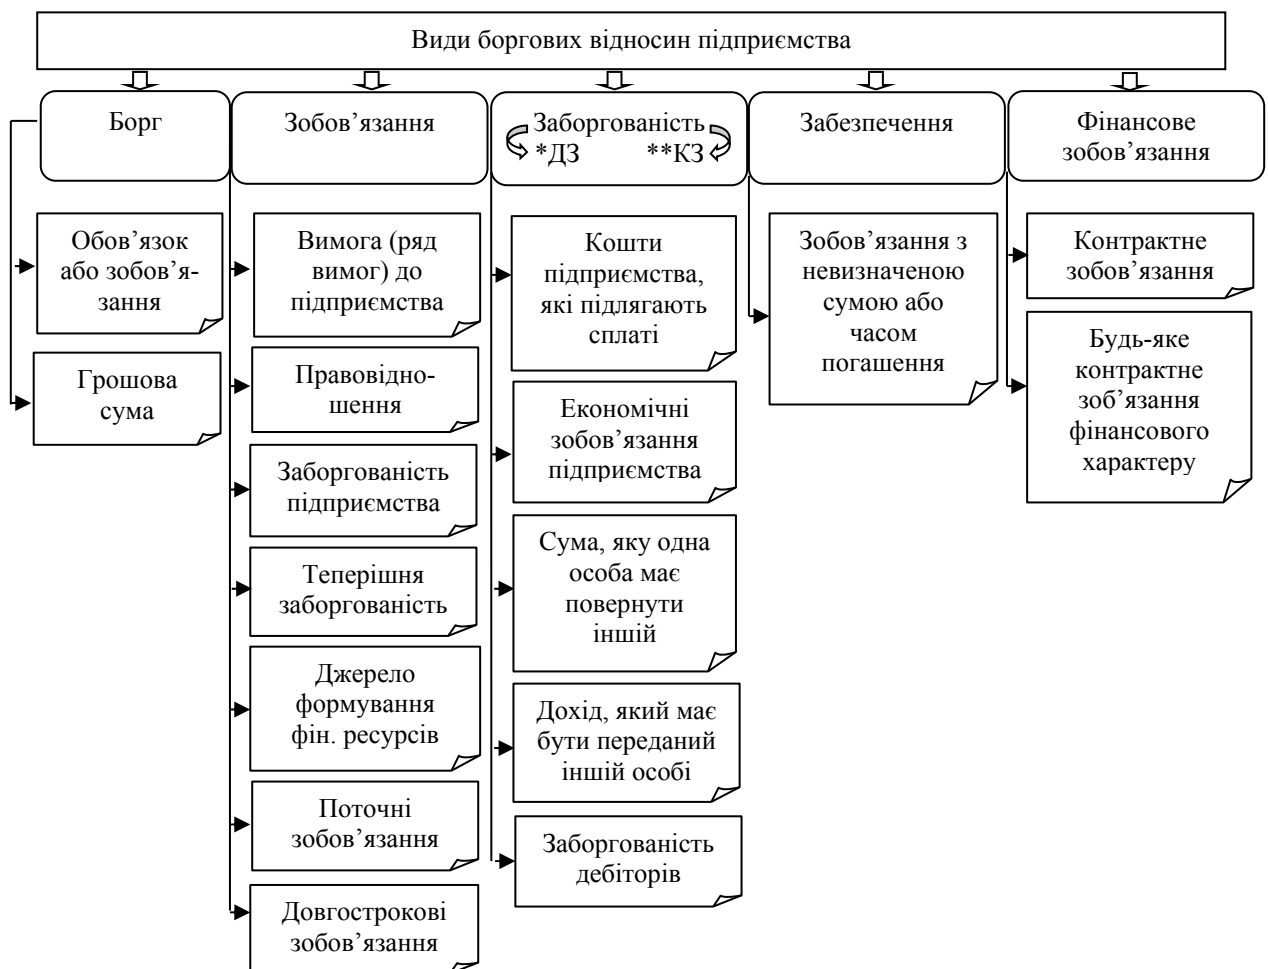 Види боргових відносин підприємства
Борг
Зобов’язання
Заборгованість
*ДЗ **КЗ
Забезпечення
Фінансове
зобов’язання
Обов’язок
або зобов’я-
зання
Грошова
сума
Вимога (ряд
вимог) до
підприємства
Правовідно-
шення
Заборгованість
підприємства
Теперішня
заборгованість
Джерело
формування
фін. ресурсів
Поточні
зобов’язання
Довгострокові
зобов’язання
Кошти
підприємства,
які підлягають
сплаті
Економічні
зобов’язання
підприємства
Сума, яку одна
особа має
повернути
іншій
Дохід, який має
бути переданий
іншій особі
Заборгованість
дебіторів
Зобов’язання з
невизначеною
сумою або
часом
погашення
Контрактне
зобов’язання
Будь-яке
контрактне
зоб’язання
фінансового
характеру